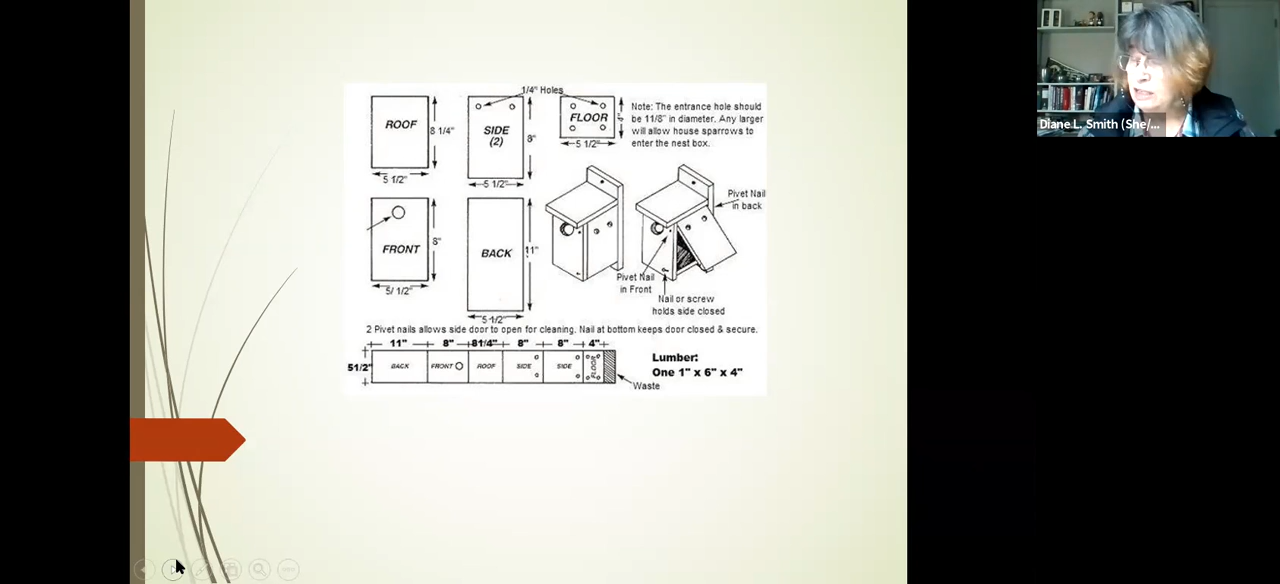 1/4" Holes
ROOF
8 1/4"
5 1/2"
SIDE
(2)
8"
5 1/2"
FLOOR
4"
5 1/2"
Note: The entrance hole should
be 11/8" in diameter. Any larger
will allow house sparrows to
enter the nest box.
FRONT
8"
5/ 1/2"
BACK
11"
5 1/2"
Pivet Nail
in back
Pivet Nail
in Front
Nail or screw
holds side closed
2 Pivet nails allows side door to open for cleaning. Nail at bottom keeps door closed & secure.
11" 8" 81/4" 8" 8" 4"
51/2"
BACK FRONT ROOF SIDE SIDE FLOOR
Waste
Lumber:
One 1" x 6" x 4"
Diane L. Smith (She/...